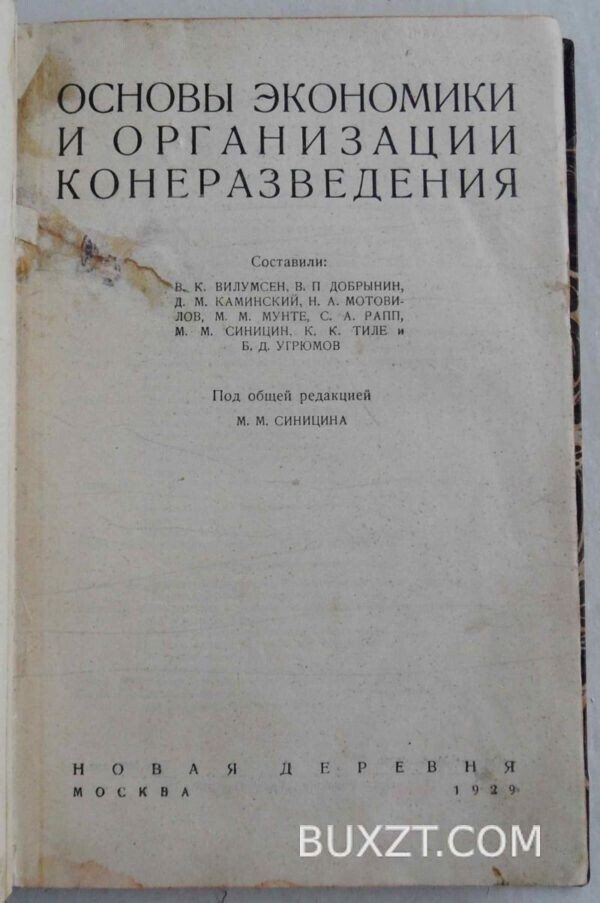 ОСНОВЫ ЭКОНОМИКИ
И ОРГАНИЗАЦИИ
КОНЕРАЗВЕДЕНИЯ
Составили:
В. К. ВИЛУМСЕН, В. П ДОБРЫНИН,
Д. М. КАМИНСКИЙ, Н. А. МОТОВИ-
ЛОВ, М. М. МУНТЕ, С. А. РАПП,
М. М. СИНИЦИН, К. К. ТИЛЕ и
Б. Д. УГРЮМОВ
Под общей редакцией
М. М. СИНИЦИНА
НОВАЯ ДЕРЕВНЯ
МОСКВА 1929
BUXZT.COM